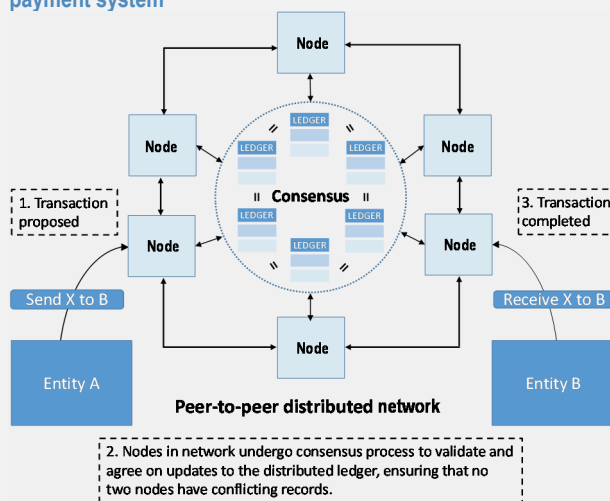 payment system
Node
LEDGER
Node
LEDGER
LEDGER
Node
1. Transaction
proposed
= Consensus =
3. Transaction
completed
Node
LEDGER
LEDGER
LEDGER
Node
Send X to B
Receive X to B
Node
Entity A
Entity B
Peer-to-peer distributed network
2. Nodes in network undergo consensus process to validate and
agree on updates to the distributed ledger, ensuring that no
two nodes have conflicting records.